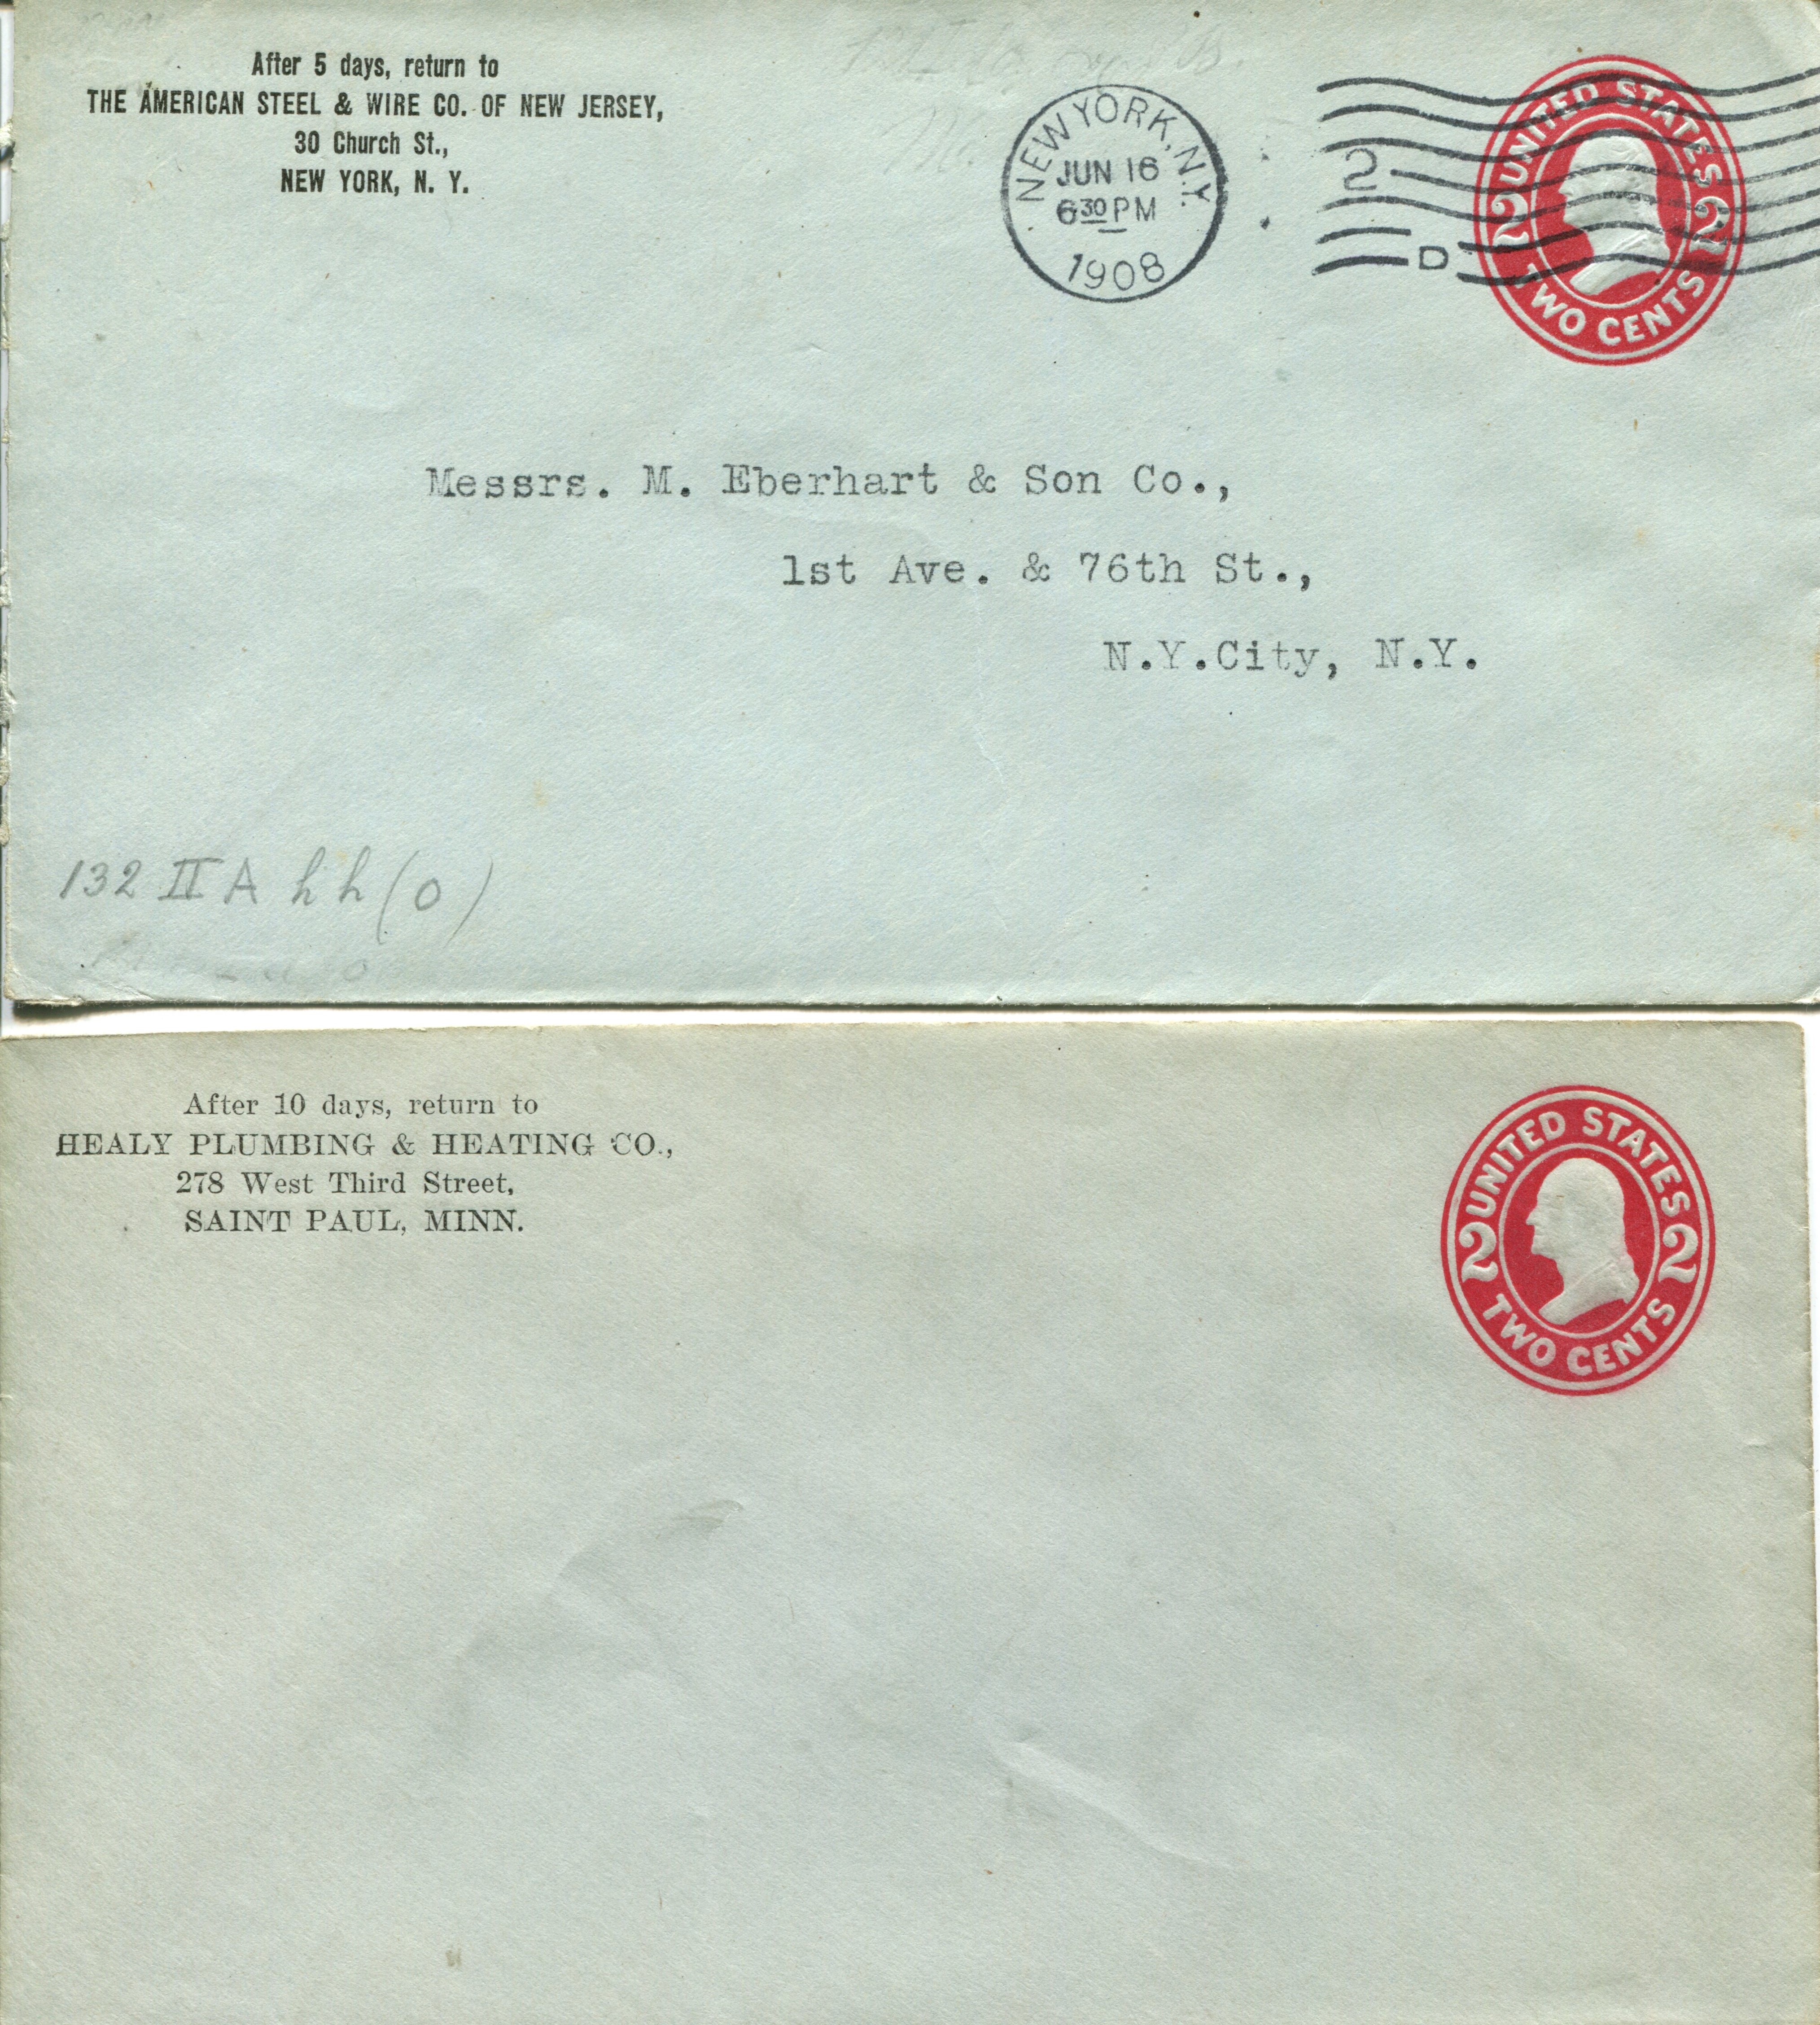 After 5 days, return to
THE AMERICAN STEEL & WIRE CO. OF NEW JERSEY,
30 Church St.,
NEW YORK, N. Y.
NEW YORK, N.Y.
JUN 16
6 30 PM
1908
2
D
UNITED STATES
2 2
TWO CENTS
Messrs. M. Eberhart & Son Co.,
1st Ave. & 76th St.,
N.Y.City, N.Y.
132 II A h h (0)
After 10 days, return to
HEALY PLUMBING & HEATING CO.,
278 West Third Street,
SAINT PAUL, MINN.
UNITED STATES
2 2
TWO CENTS